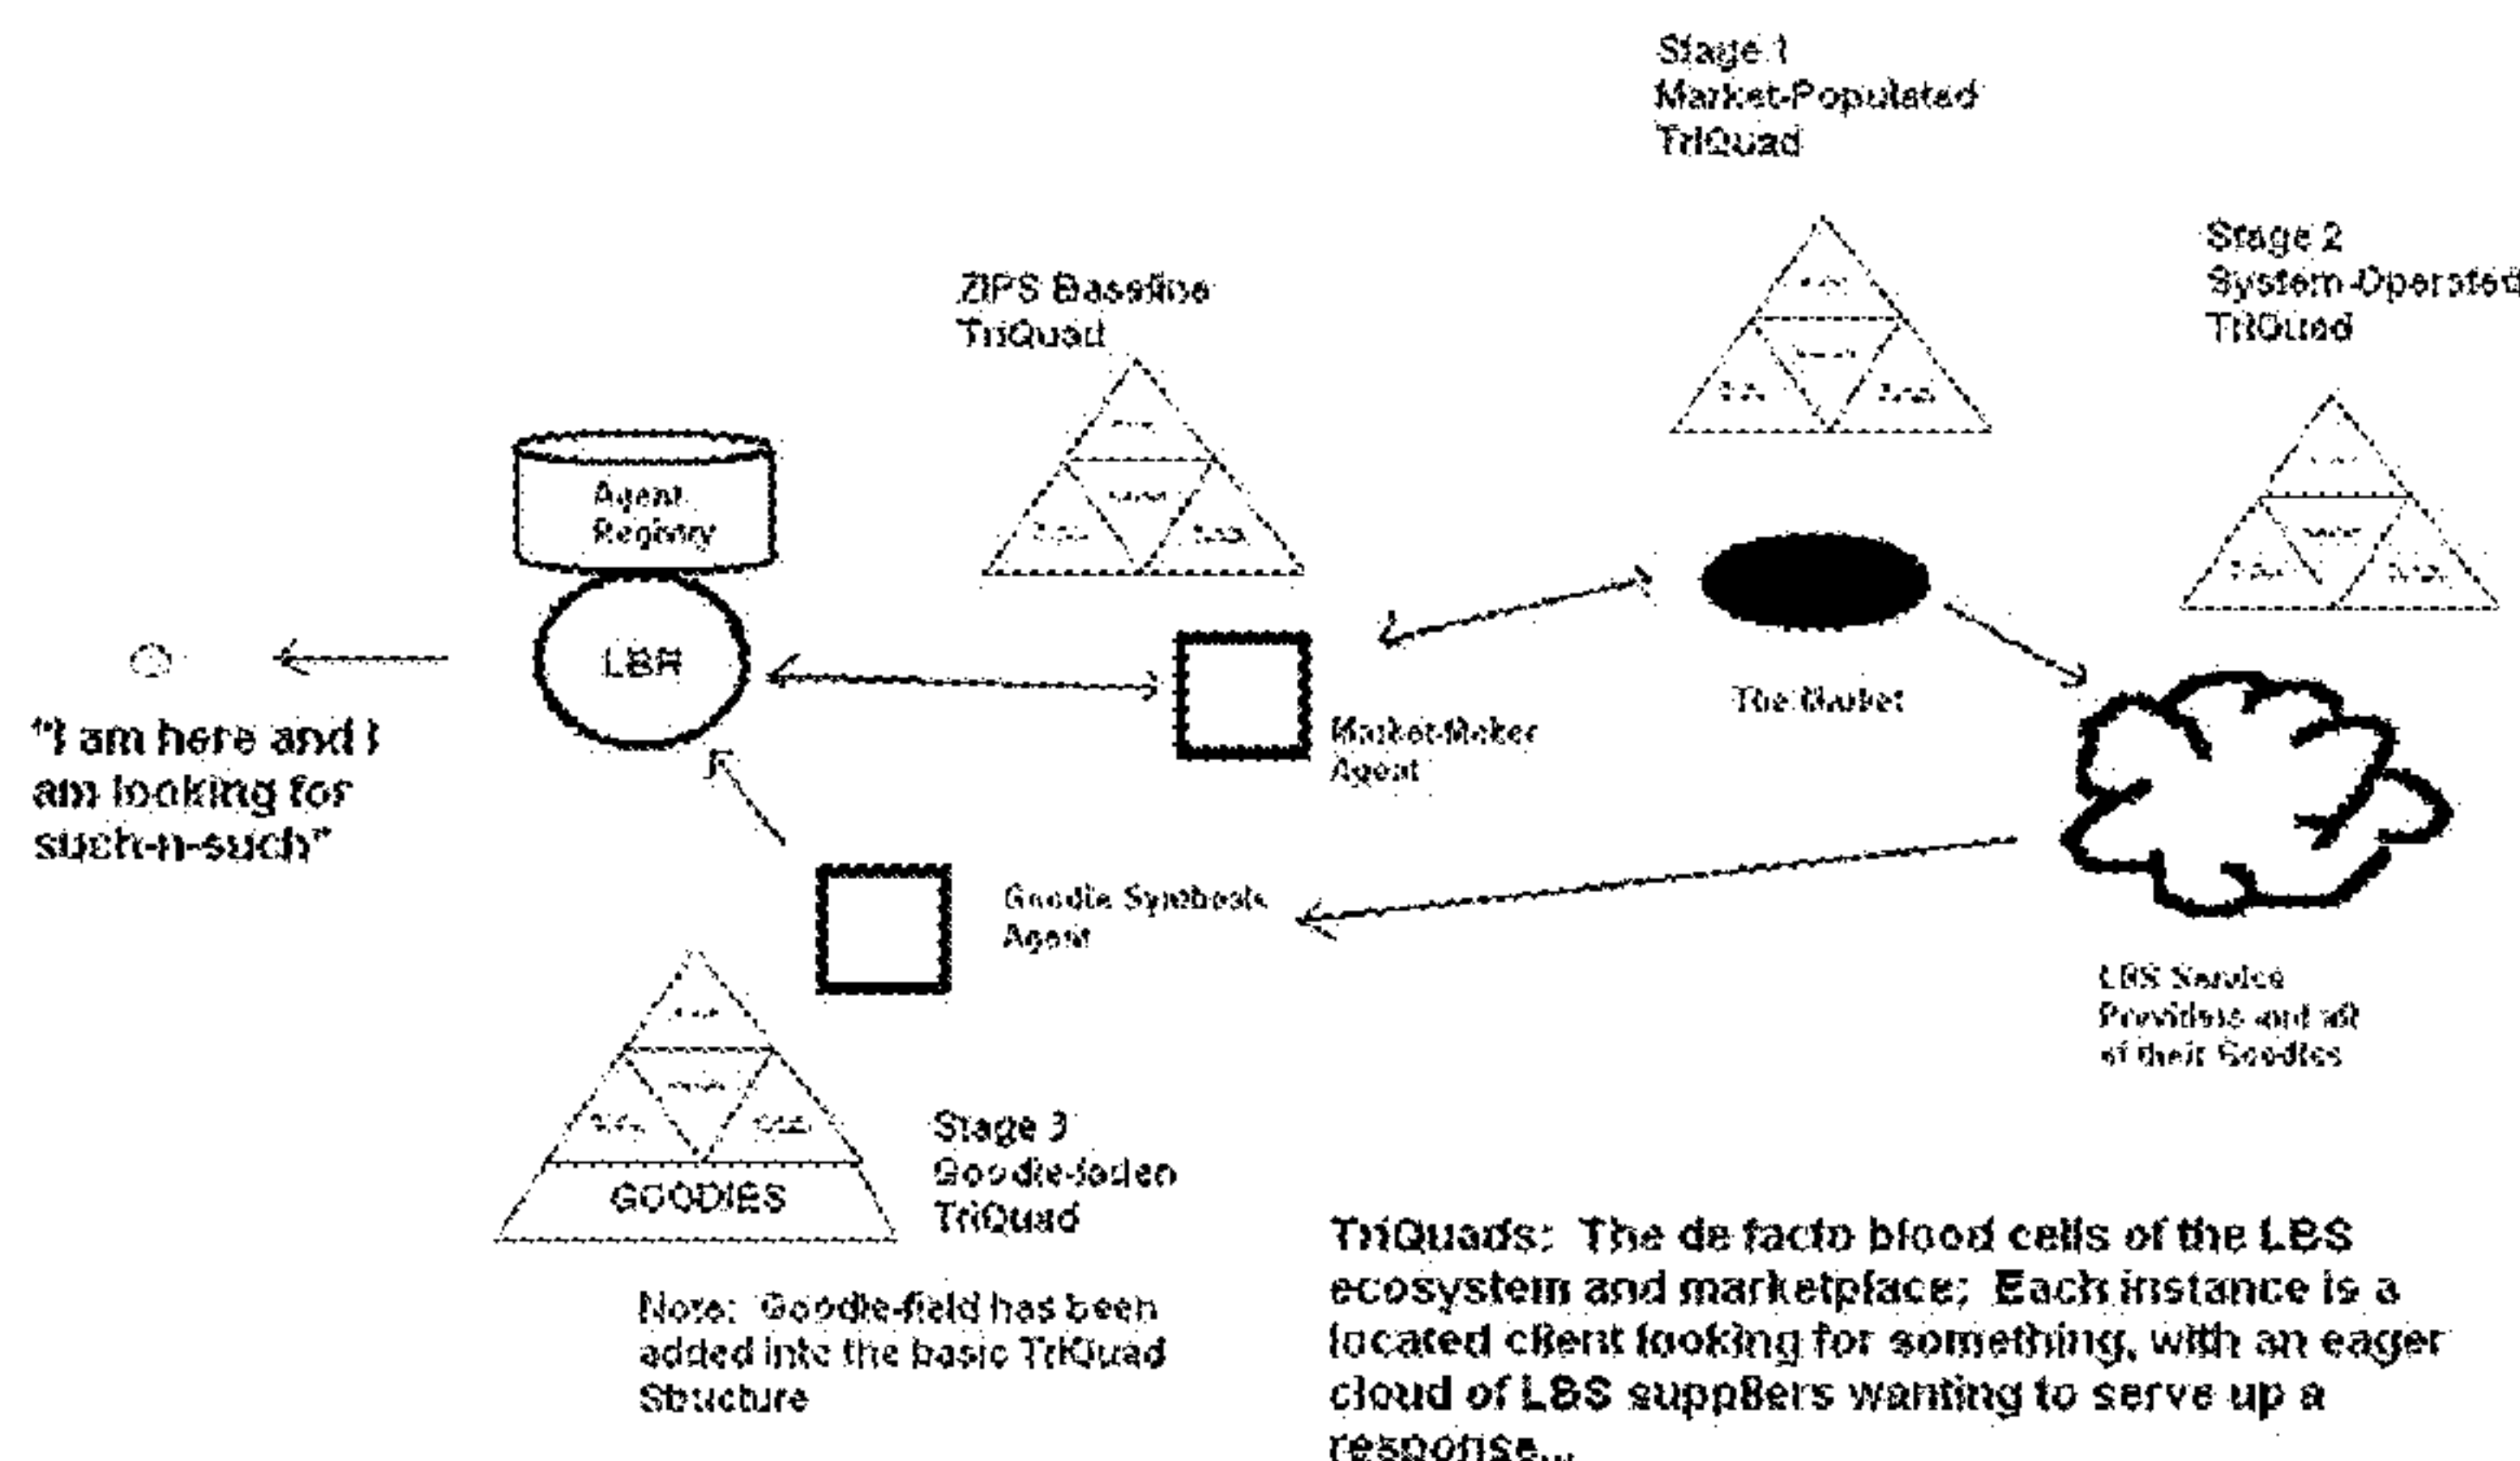 Stage 1
Market-Populated
TriQuad
Stage 2
System-Operated
TriQuad
ZIPS Baseline
TriQuad
Agent
Registry
"I am here and I
am looking for
such-n-such"
Market-Maker
Agent
The Market
Goodie Synthesis
Agent
LBS Service
Providers and all
of their Goodies
GOODIES
Stage 3
Goodie-laden
TriQuad
Note: Goodie-field has been
added into the basic TriQuad
Structure
TriQuads: The de facto blood cells of the LBS
ecosystem and marketplace; Each instance is a
located client looking for something, with an eager
cloud of LBS suppliers wanting to serve up a
response...